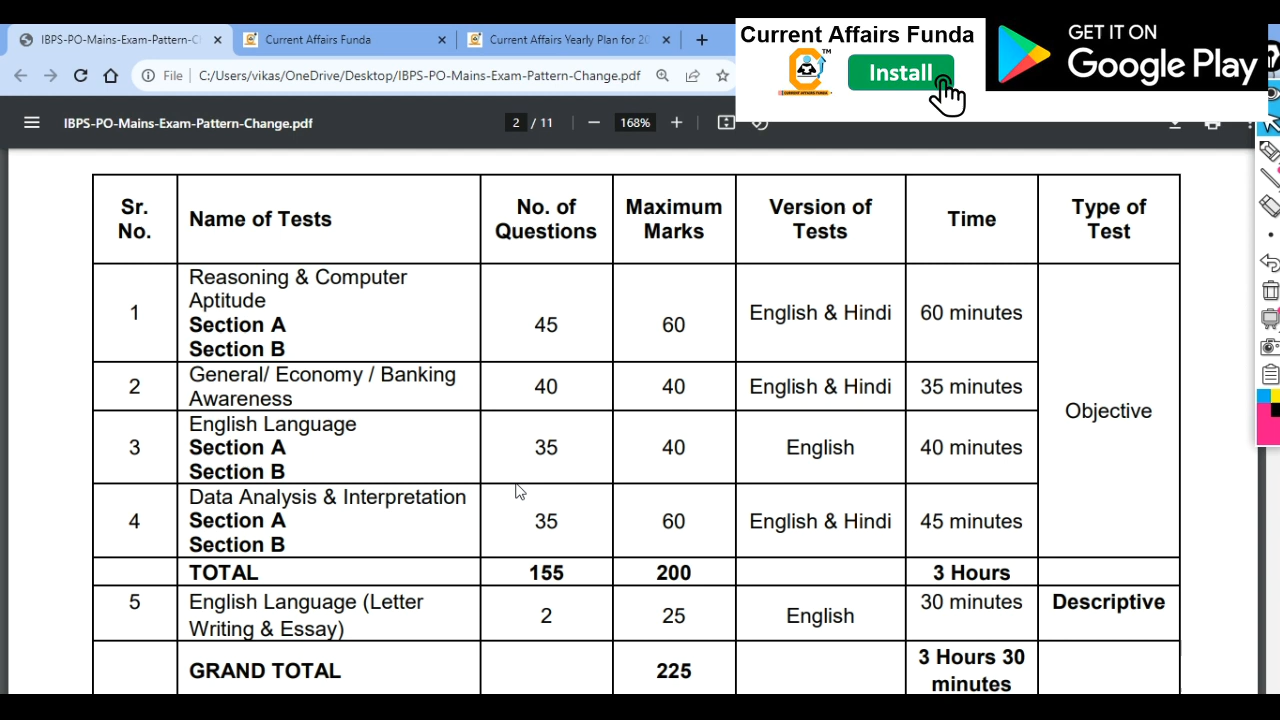 IBPS-PO-Mains-Exam-Pattern-C
Current Affairs Funda
Current Affairs Yearly Plan for 20
Current Affairs Funda
TM
CURRENT AFFAIRS FUNDA
Install
GET IT ON
Google Play
File
C:/Users/vikas/OneDrive/Desktop/IBPS-PO-Mains-Exam-Pattern-Change.pdf
IBPS-PO-Mains-Exam-Pattern-Change.pdf
2 / 11
168%
Sr. No.
Name of Tests
No. of Questions
Maximum Marks
Version of Tests
Time
Type of Test
1
Reasoning & Computer
Aptitude
Section A
Section B
45
60
English & Hindi
60 minutes
2
General/ Economy / Banking
Awareness
40
40
English & Hindi
35 minutes
Objective
3
English Language
Section A
Section B
35
40
English
40 minutes
4
Data Analysis & Interpretation
Section A
Section B
35
60
English & Hindi
45 minutes
TOTAL
155
200
3 Hours
5
English Language (Letter
Writing & Essay)
2
25
English
30 minutes
Descriptive
GRAND TOTAL
225
3 Hours 30
minutes